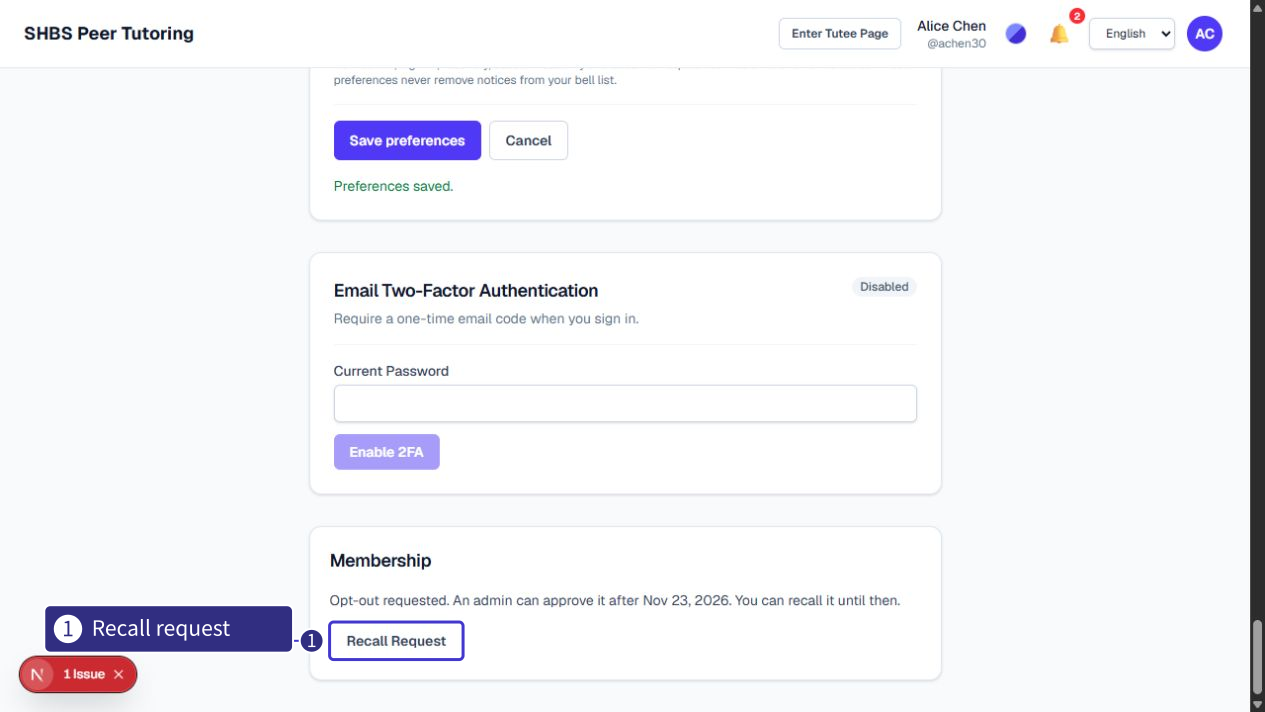 SHBS Peer Tutoring
Enter Tutee Page
Alice Chen
@achen30
2
English
AC
preferences never remove notices from your bell list.
Save preferences
Cancel
Preferences saved.
Email Two-Factor Authentication
Disabled
Require a one-time email code when you sign in.
Current Password
Enable 2FA
Membership
Opt-out requested. An admin can approve it after Nov 23, 2026. You can recall it until then.
1 Recall request
1
Recall Request
N
1 Issue